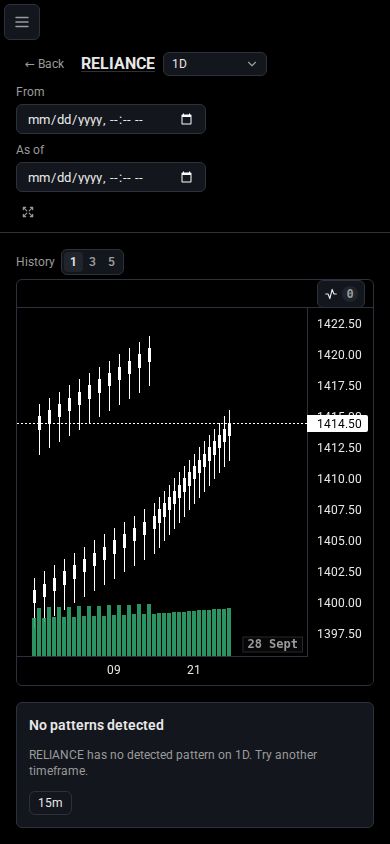 ← Back RELIANCE 1D
From
mm/dd/yyyy, --:-- --
As of
mm/dd/yyyy, --:-- --
History 1 3 5
0
1422.50
1420.00
1417.50
1414.50
1412.50
1410.00
1407.50
1405.00
1402.50
1400.00
1397.50
28 Sept
09 21
No patterns detected
RELIANCE has no detected pattern on 1D. Try another
timeframe.
15m